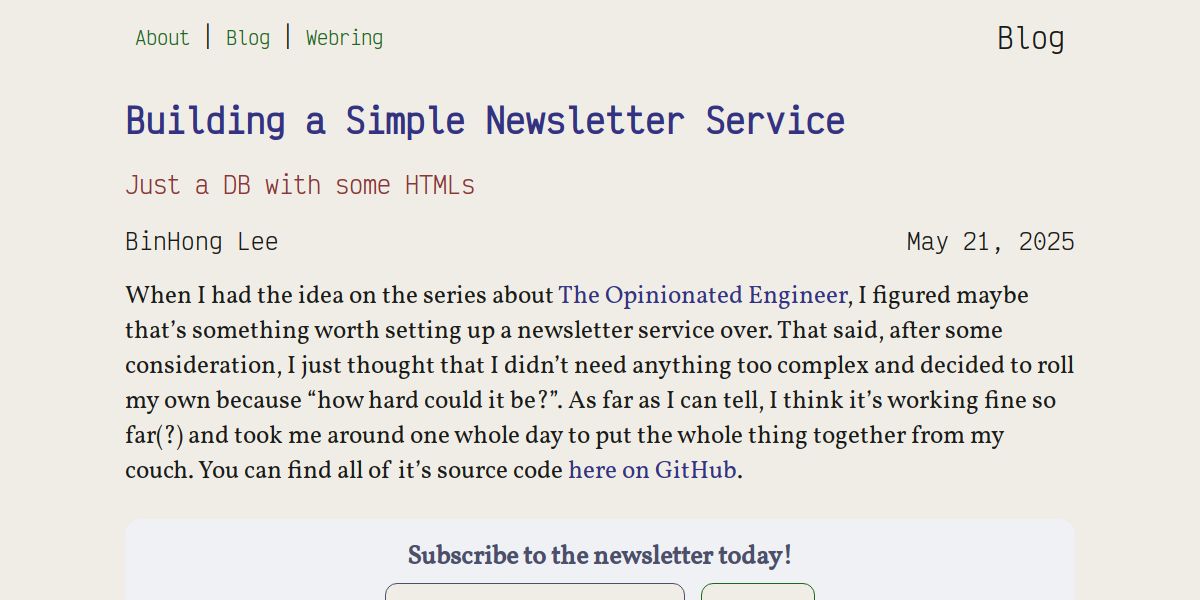 About | Blog | Webring
Blog
Building a Simple Newsletter Service
Just a DB with some HTMLs
BinHong Lee
May 21, 2025
When I had the idea on the series about The Opinionated Engineer, I figured maybe
that’s something worth setting up a newsletter service over. That said, after some
consideration, I just thought that I didn’t need anything too complex and decided to roll
my own because “how hard could it be?”. As far as I can tell, I think it’s working fine so
far(?) and took me around one whole day to put the whole thing together from my
couch. You can find all of it’s source code here on GitHub.
Subscribe to the newsletter today!